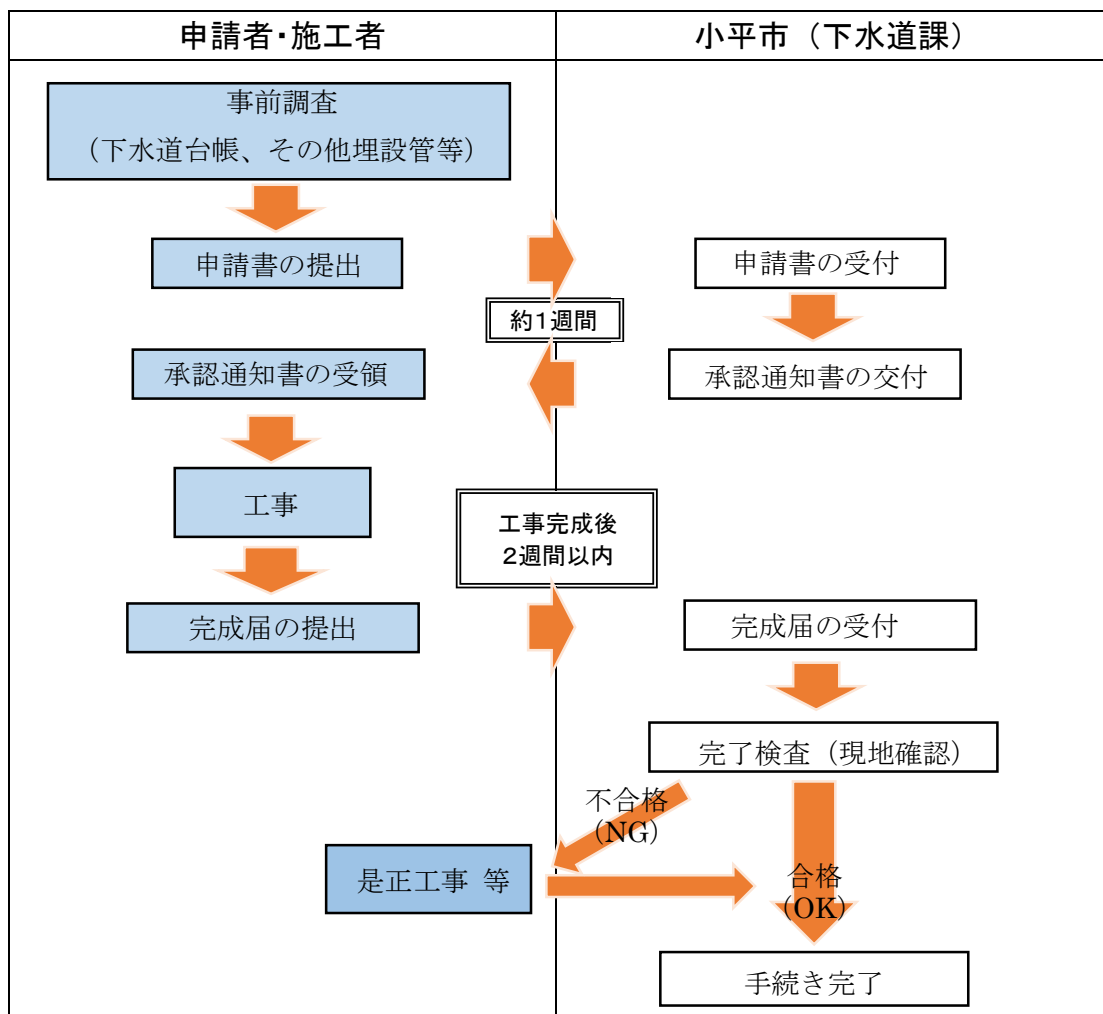 申請者・施工者
小平市（下水道課）
事前調査
（下水道台帳、その他埋設管等）
申請書の提出
申請書の受付
約1週間
承認通知書の受領
承認通知書の交付
工事
工事完成後
2週間以内
完成届の提出
完成届の受付
完了検査（現地確認）
不合格
(NG)
是正工事 等
合格
(OK)
手続き完了